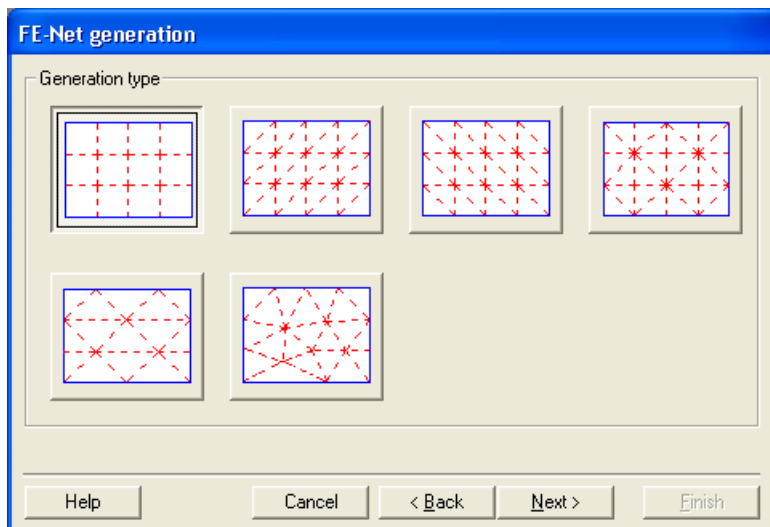 FE-Net generation
Generation type
Help
Cancel
< Back
Next >
Finish